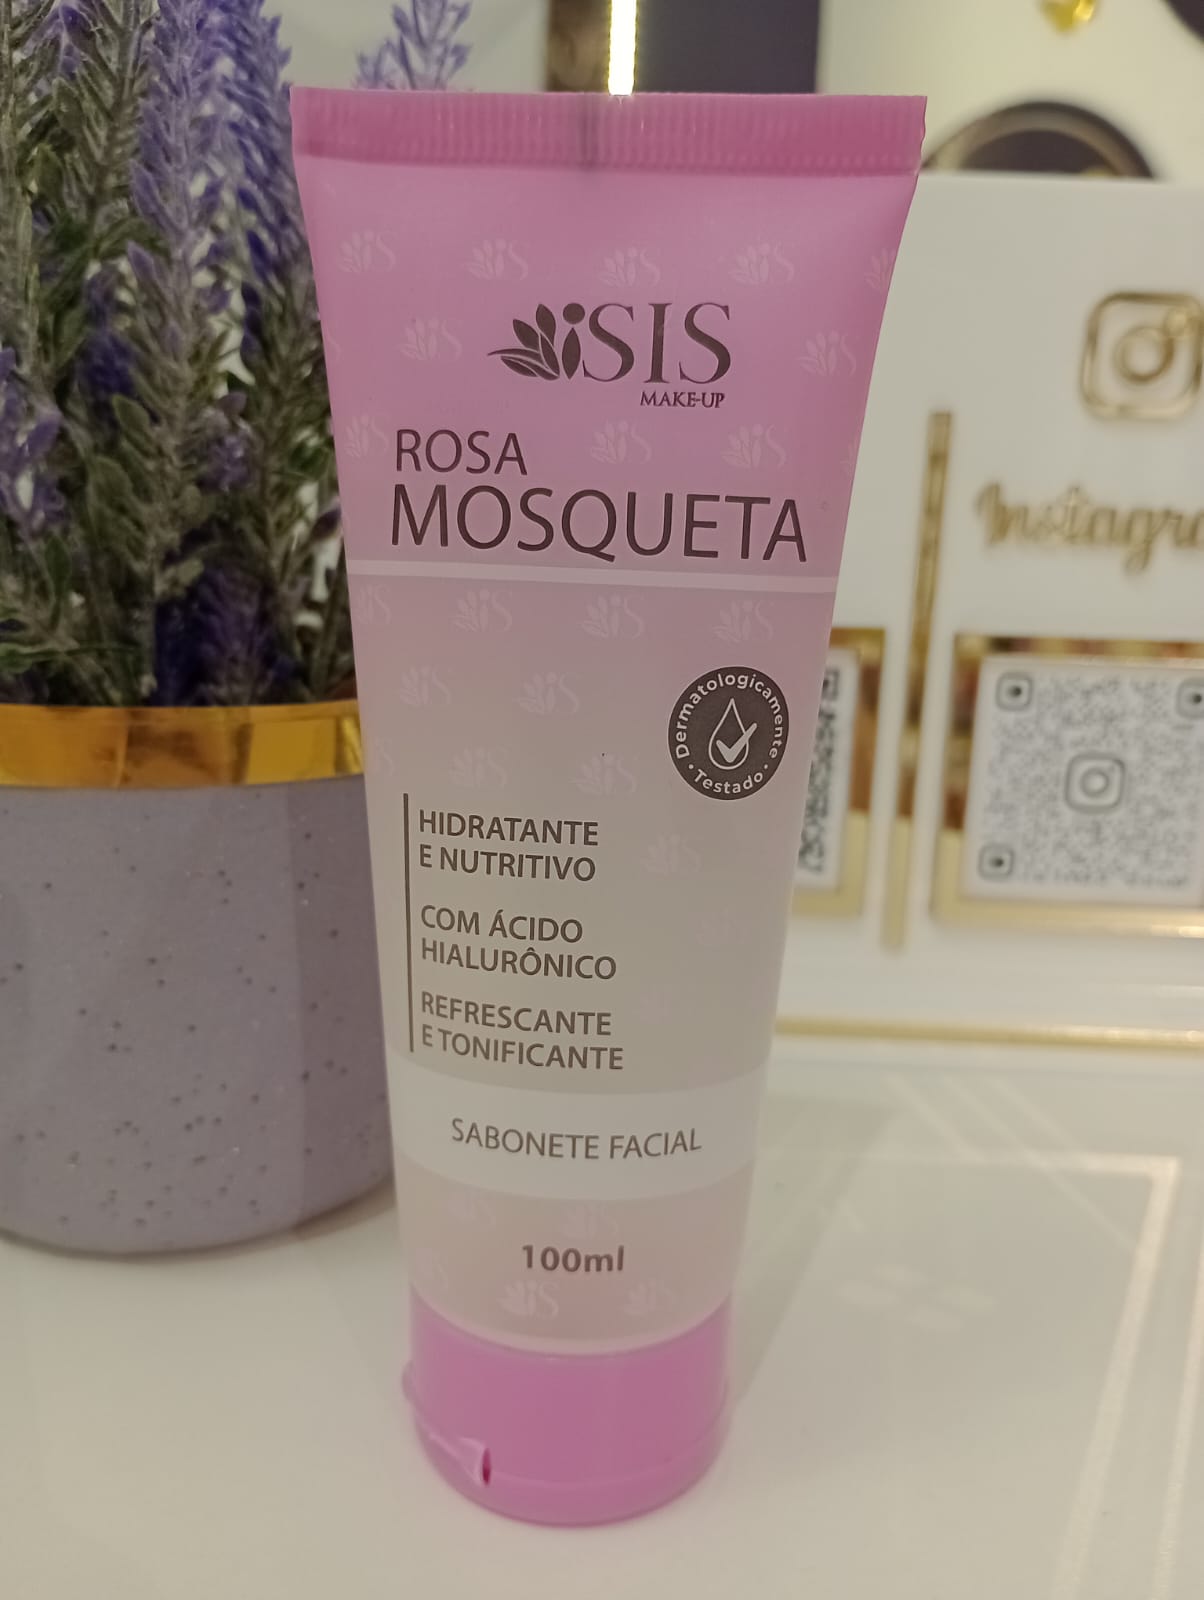 iSIS
MAKE-UP
ROSA
MOSQUETA
Dermatologicamente
Testado
HIDRATANTE
E NUTRITIVO
COM ÁCIDO
HIALURÔNICO
REFRESCANTE
E TONIFICANTE
SABONETE FACIAL
100ml